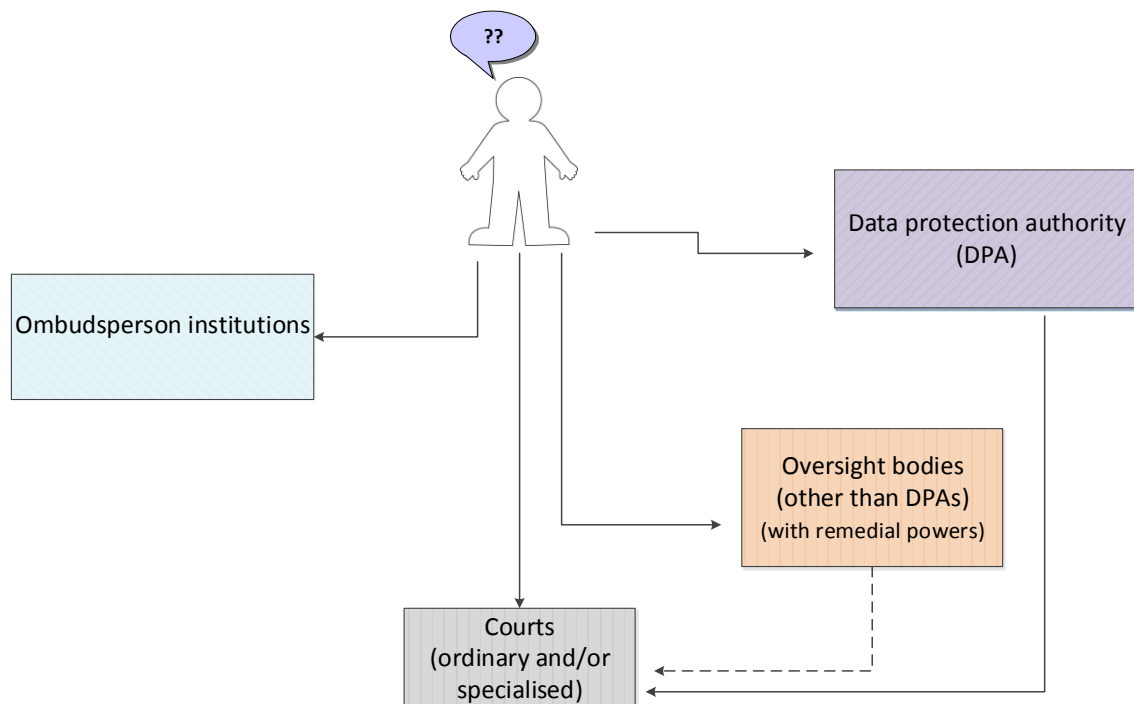 ??
Data protection authority
(DPA)
Ombudsperson institutions
Oversight bodies
(other than DPAs)
(with remedial powers)
Courts
(ordinary and/or
specialised)